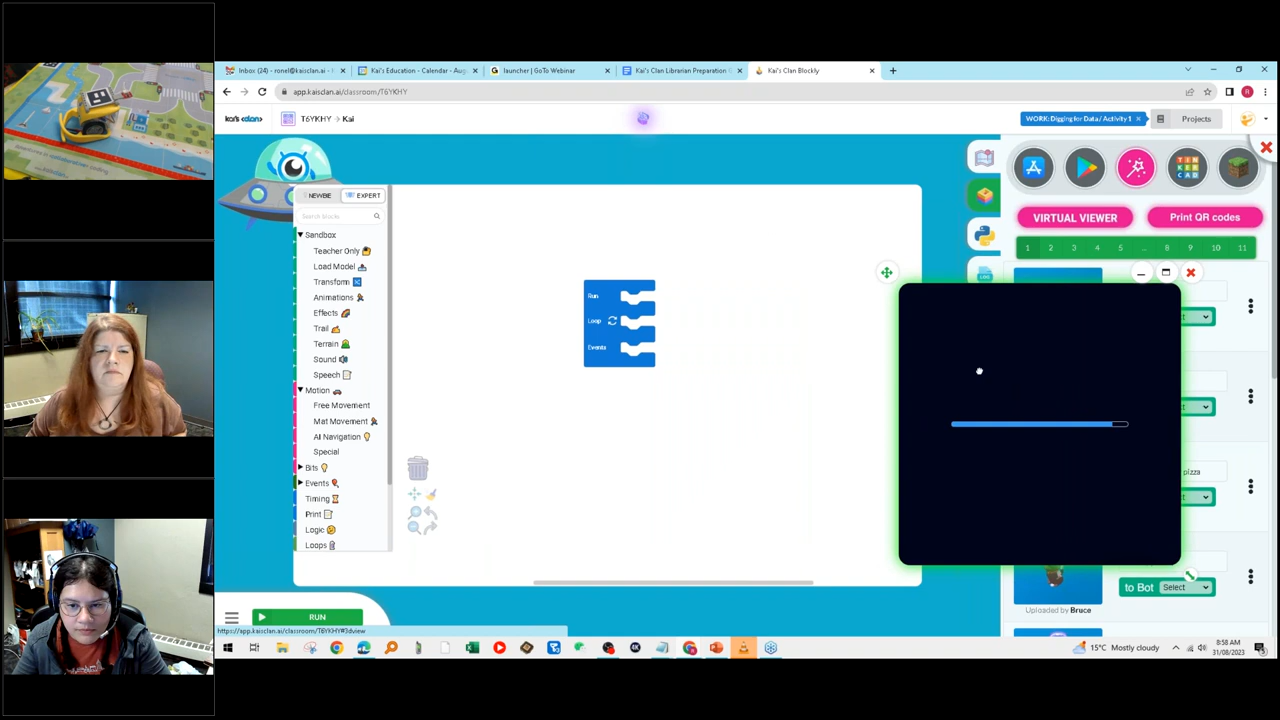 Inbox (24) - ronel@kaisclan.ai -
Kai's Education - Calendar - Aug
launcher | GoTo Webinar
Kai's Clan Librarian Preparation
Kai's Clan Blockly
app.kaisclan.ai/classroom/T6YKHY
R
kai's <clan>
T6YKHY → Kai
WORK: Digging for Data / Activity 1 ×
Projects
NEWBIE
EXPERT
Search blocks
Sandbox
Teacher Only
Load Model
Transform
Animations
Effects
Trail
Terrain
Sound
Speech
Motion
Free Movement
Mat Movement
AI Navigation
Special
Bits
Events
Timing
Print
Logic
Loops
Run
Loop
Events
RUN
https://app.kaisclan.ai/classroom/T6YKHY#3dview
LOG
TINKERCAD
VIRTUAL VIEWER
Print QR codes
1 2 3 4 5 ... 8 9 10 11
pizza
to Bot Select
Uploaded by Bruce
15°C Mostly cloudy
8:58 AM
31/08/2023